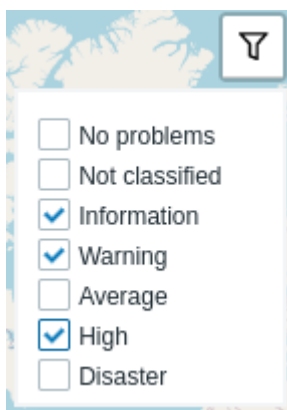 No problems
Not classified
Information
Warning
Average
High
Disaster